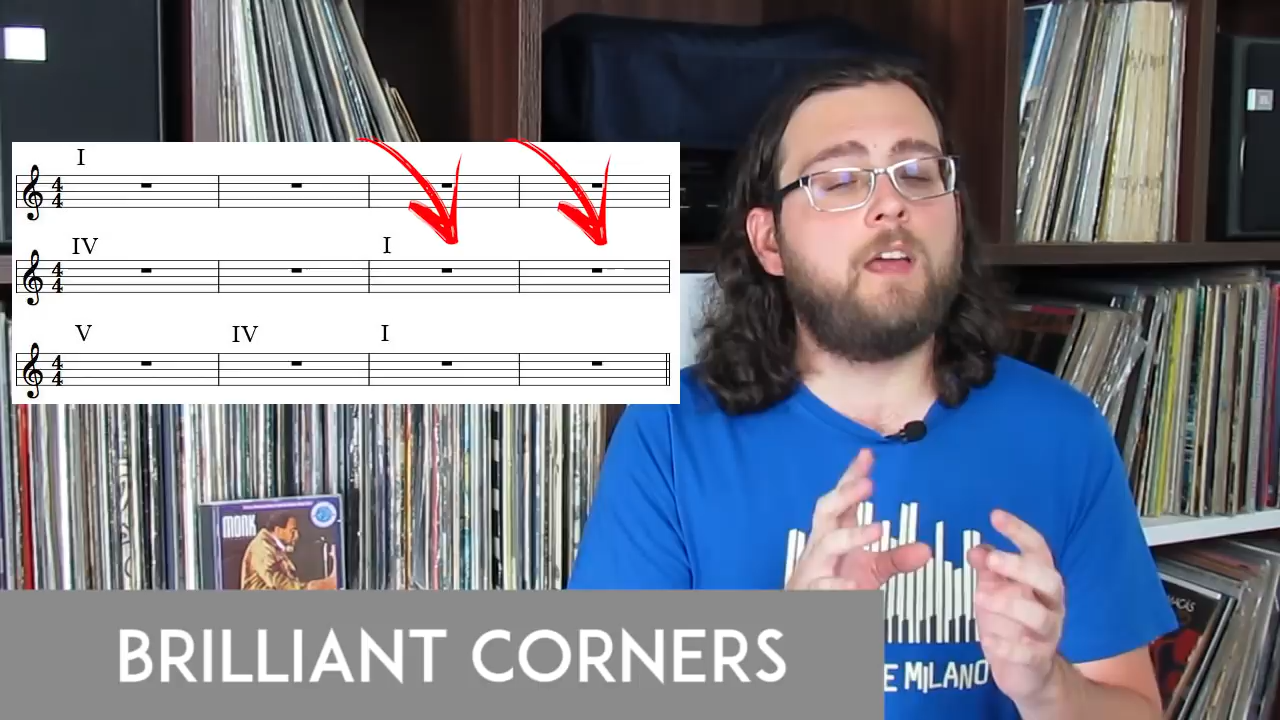 I
IV I
V IV I
MONK
BRILLIANT CORNERS
E MILANO